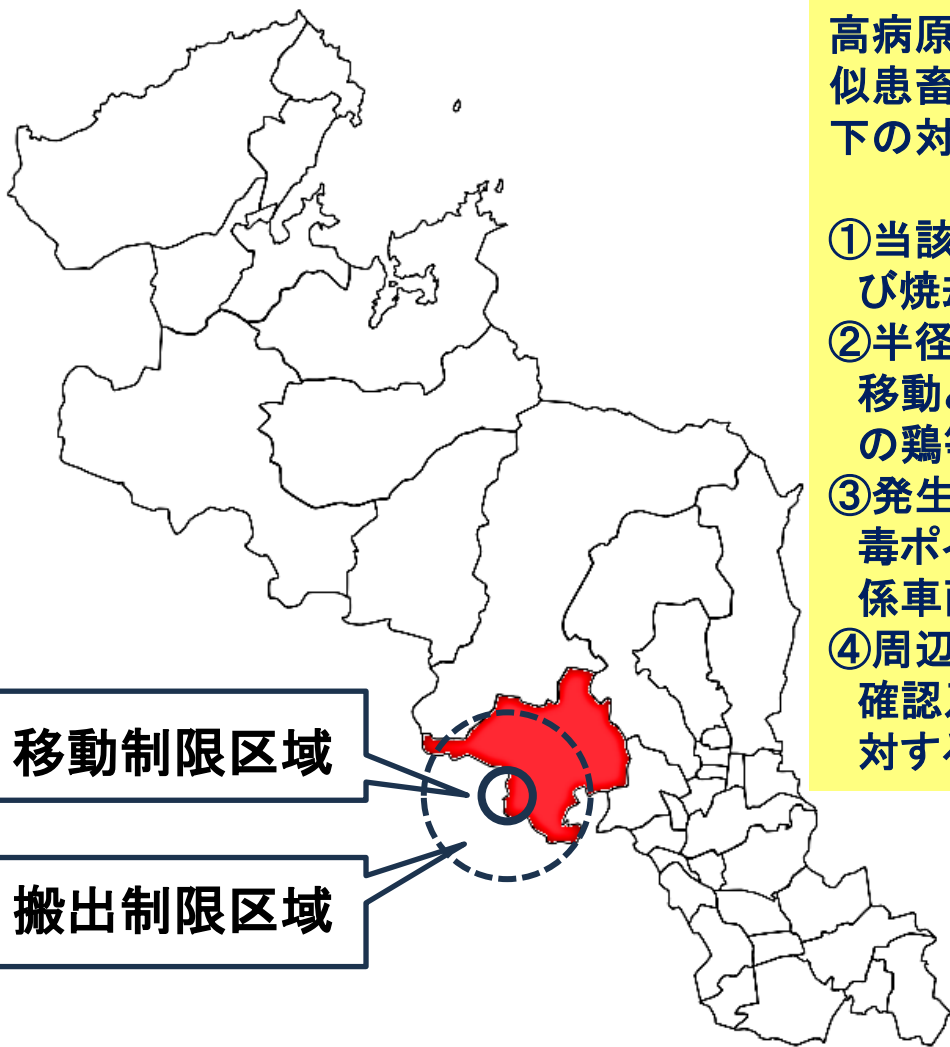 高病原
似患畜
下の対
①当該
び焼
②半径
移動
の鶏
③発生
毒ポ
係車
④周辺
確認
対す
移動制限区域
搬出制限区域